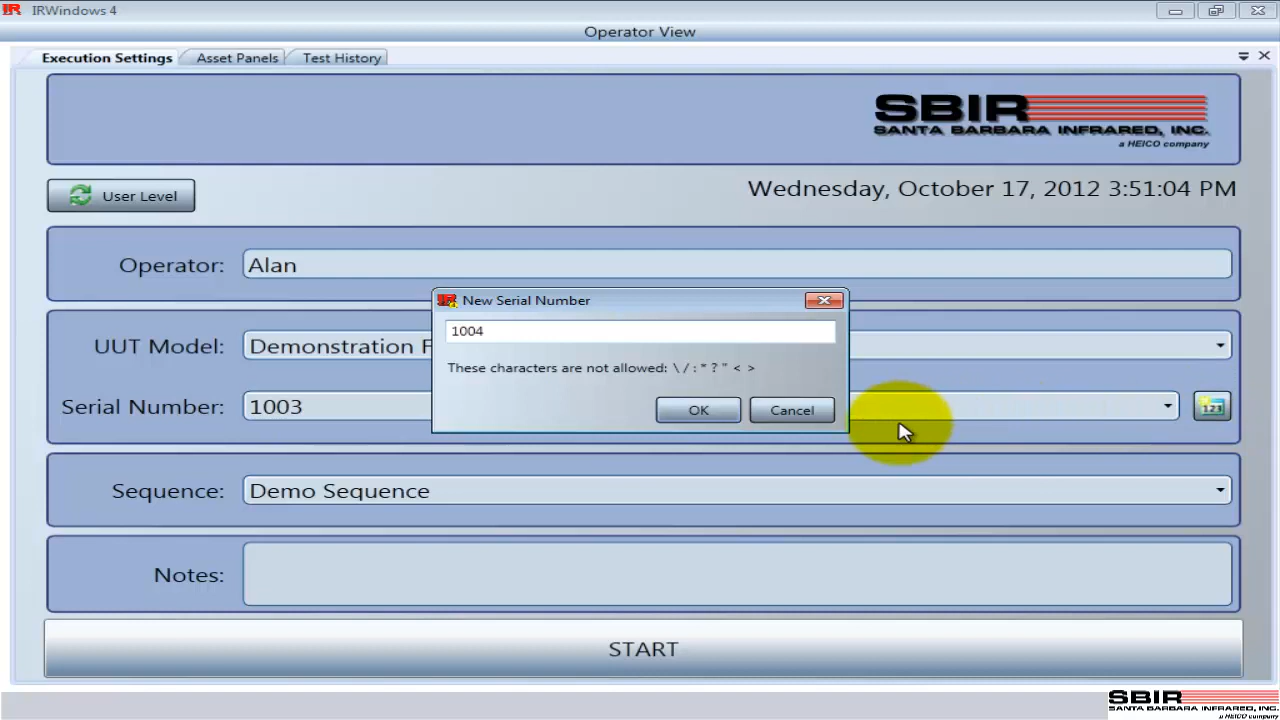 IRWindows 4
Operator View
Execution Settings
Asset Panels
Test History
SBIR
SANTA BARBARA INFRARED, INC.
a HEICO company
User Level
Wednesday, October 17, 2012 3:51:04 PM
Operator:
Alan
New Serial Number
1004
These characters are not allowed: \ / : * ? " < >
OK
Cancel
UUT Model:
Demonstration
Serial Number:
1003
123
Sequence:
Demo Sequence
Notes:
START
SBIR
SANTA BARBARA INFRARED, INC.
a HEICO company